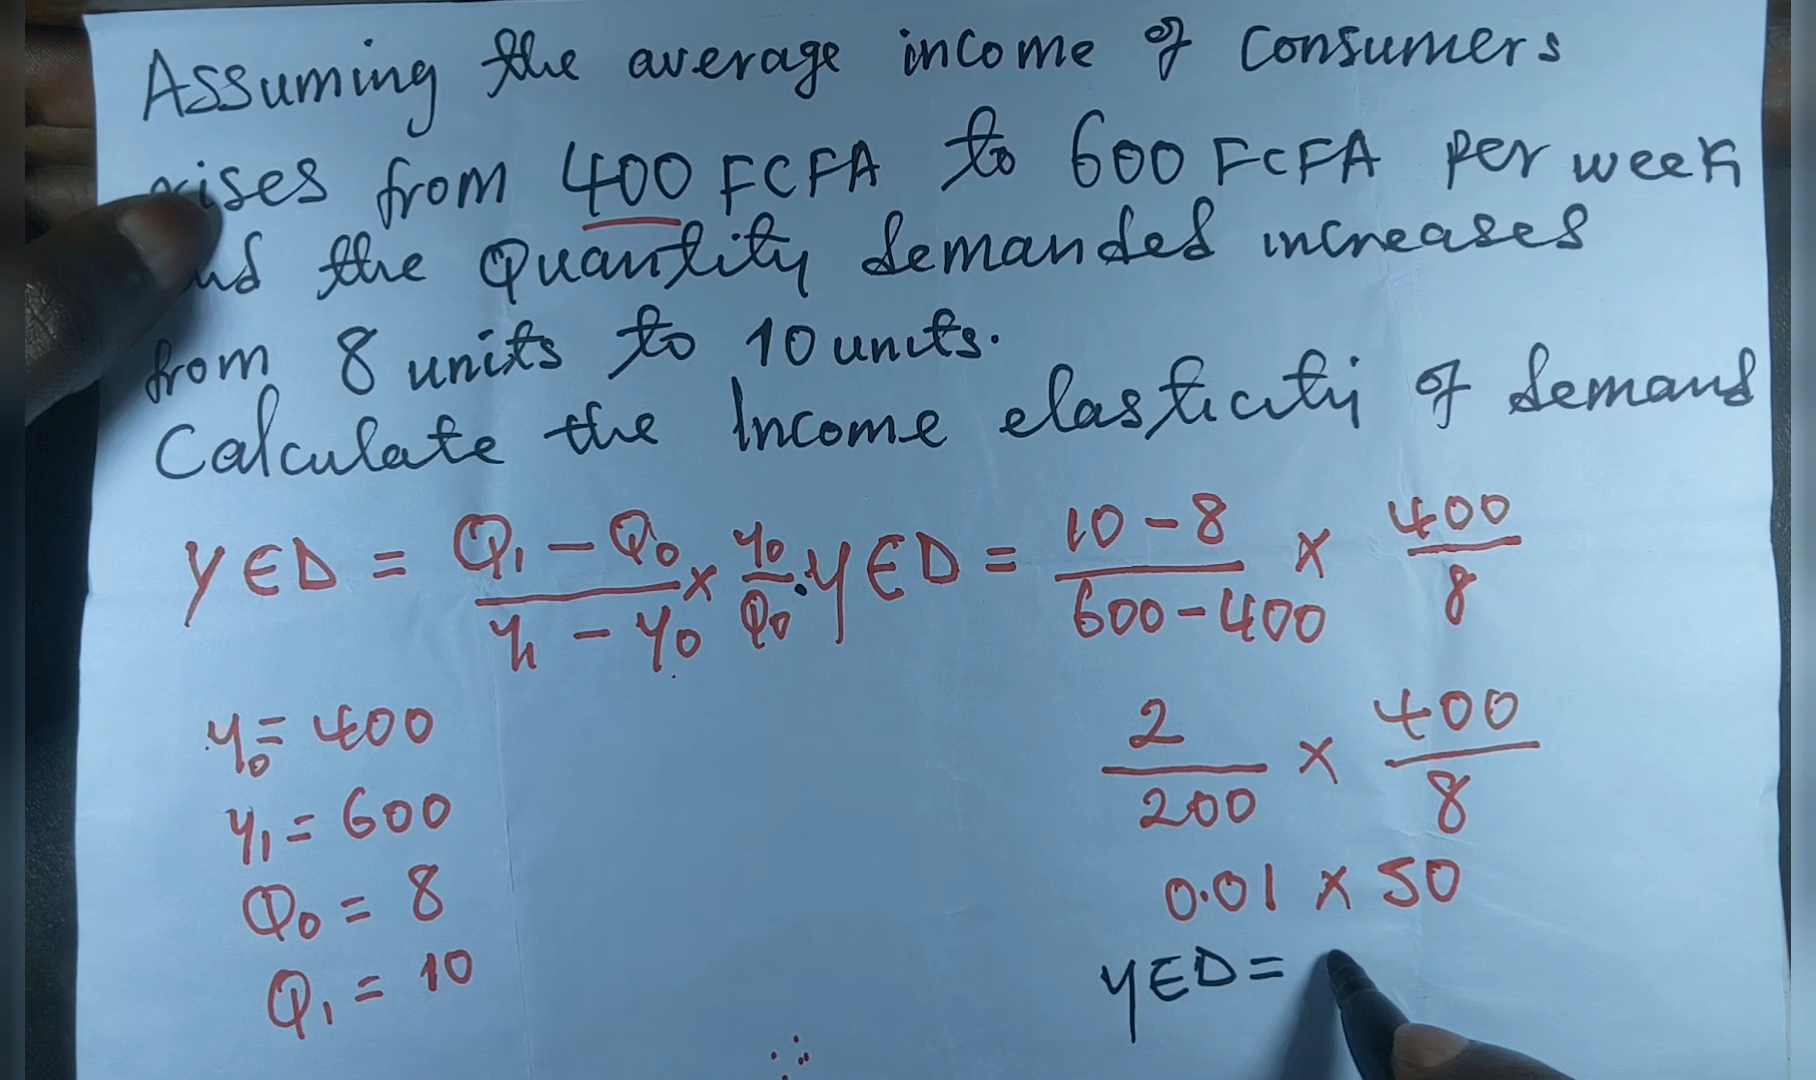 Assuming the average income of consumers
rises from 400 FCFA to 600 FCFA per week
the Quantity demanded increases
from 8 units to 10 units.
Calculate the Income elasticity of demand
YED = Q₁ - Q₀ / Y₁ - Y₀ × Y₀ / Q₀ . YED = 10 - 8 / 600 - 400 × 400 / 8
Y₀ = 400
Y₁ = 600
Q₀ = 8
Q₁ = 10
2 / 200 × 400 / 8
0.01 × 50
YED =